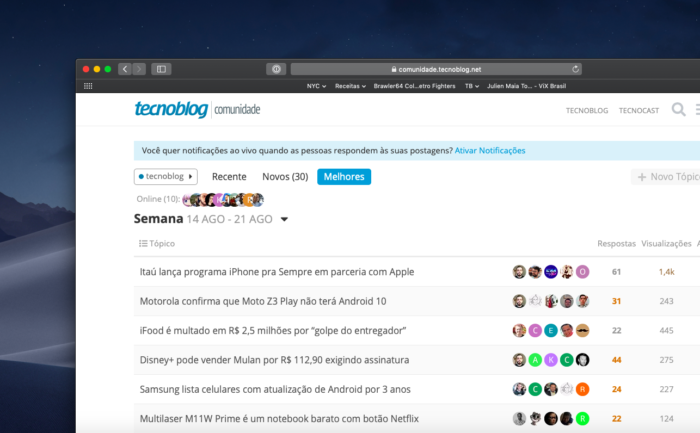 comunidade.tecnoblog.net
NYC Receitas Brawler64 Col...etro Fighters TB Julien Maia To... - ViX Brasil
tecnoblog comunidade TECNOBLOG TECNOCAST
Você quer notificações ao vivo quando as pessoas respondem às suas postagens? Ativar Notificações
tecnoblog Recente Novos (30) Melhores + Novo Tópic
Online (10):
Semana 14 AGO - 21 AGO
Tópico Respostas Visualizações A
Itaú lança programa iPhone pra Sempre em parceria com Apple O 61 1,4k
Motorola confirma que Moto Z3 Play não terá Android 10 31 243
iFood é multado em R$ 2,5 milhões por “golpe do entregador” C E 22 445
Disney+ pode vender Mulan por R$ 112,90 exigindo assinatura A K C 44 275
Samsung lista celulares com atualização de Android por 3 anos C R 24 227
Multilaser M11W Prime é um notebook barato com botão Netflix R 22 124